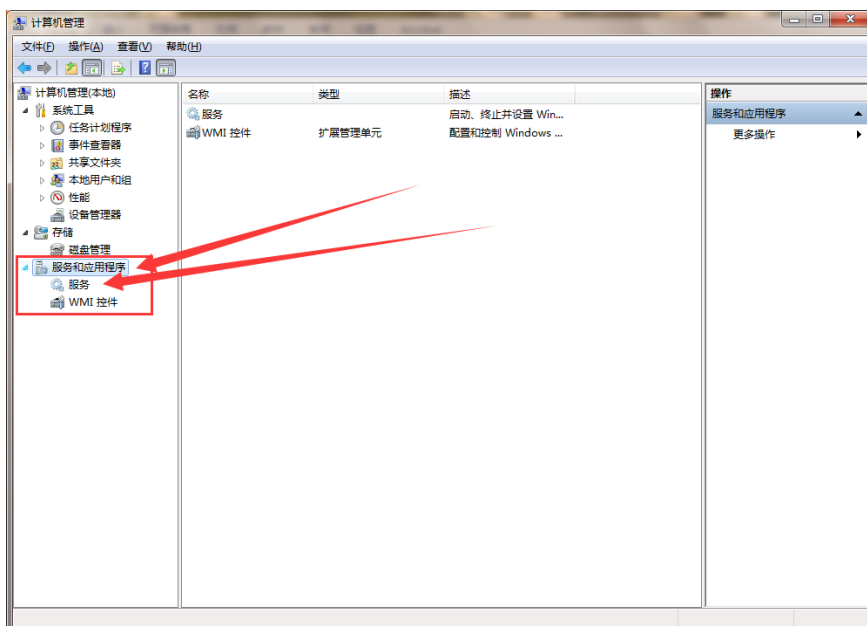 计算机管理
文件(F) 操作(A) 查看(V) 帮助(H)
计算机管理(本地)
系统工具
任务计划程序
事件查看器
共享文件夹
本地用户和组
性能
设备管理器
存储
磁盘管理
服务和应用程序
服务
WMI 控件
名称 类型 描述
服务 启动、终止并设置 Win...
WMI 控件 扩展管理单元 配置和控制 Windows ...
操作
服务和应用程序
更多操作